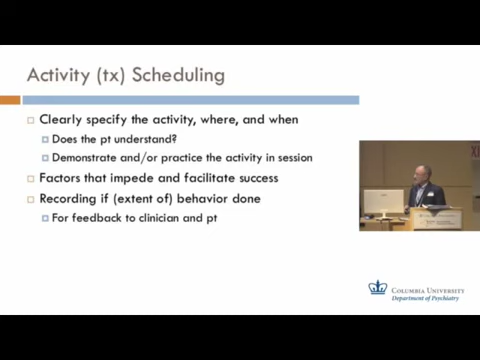 Activity (tx) Scheduling
Clearly specify the activity, where, and when
Does the pt understand?
Demonstrate and/or practice the activity in session
Factors that impede and facilitate success
Recording if (extent of) behavior done
For feedback to clinician and pt
COLUMBIA UNIVERSITY
Department of Psychiatry